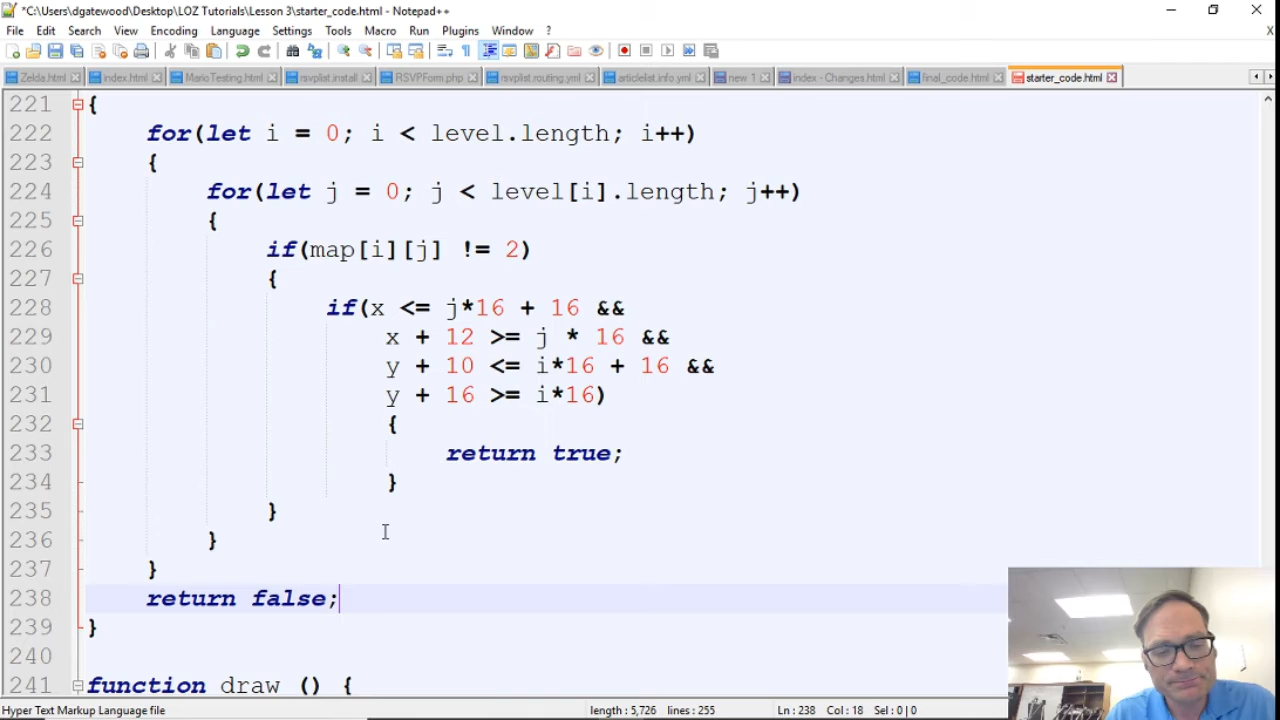 *C:\Users\dgatewood\Desktop\LOZ Tutorials\Lesson 3\starter_code.html - Notepad++
File Edit Search View Encoding Language Settings Tools Macro Run Plugins Window ? X
Zelda.html index.html MarioTesting.html rsvplist.install RSVPForm.php rsvplist.routing.yml articlelist.info.yml new 1 index - Changes.html final_code.html starter_code.html
221 {
222 for(let i = 0; i < level.length; i++)
223 {
224 for(let j = 0; j < level[i].length; j++)
225 {
226 if(map[i][j] != 2)
227 {
228 if(x <= j*16 + 16 &&
229 x + 12 >= j * 16 &&
230 y + 10 <= i*16 + 16 &&
231 y + 16 >= i*16)
232 {
233 return true;
234 }
235 }
236 }
237 }
238 return false;
239 }
240
241 function draw () {
Hyper Text Markup Language file length : 5,726 lines : 255 Ln : 238 Col : 18 Sel : 0 | 0